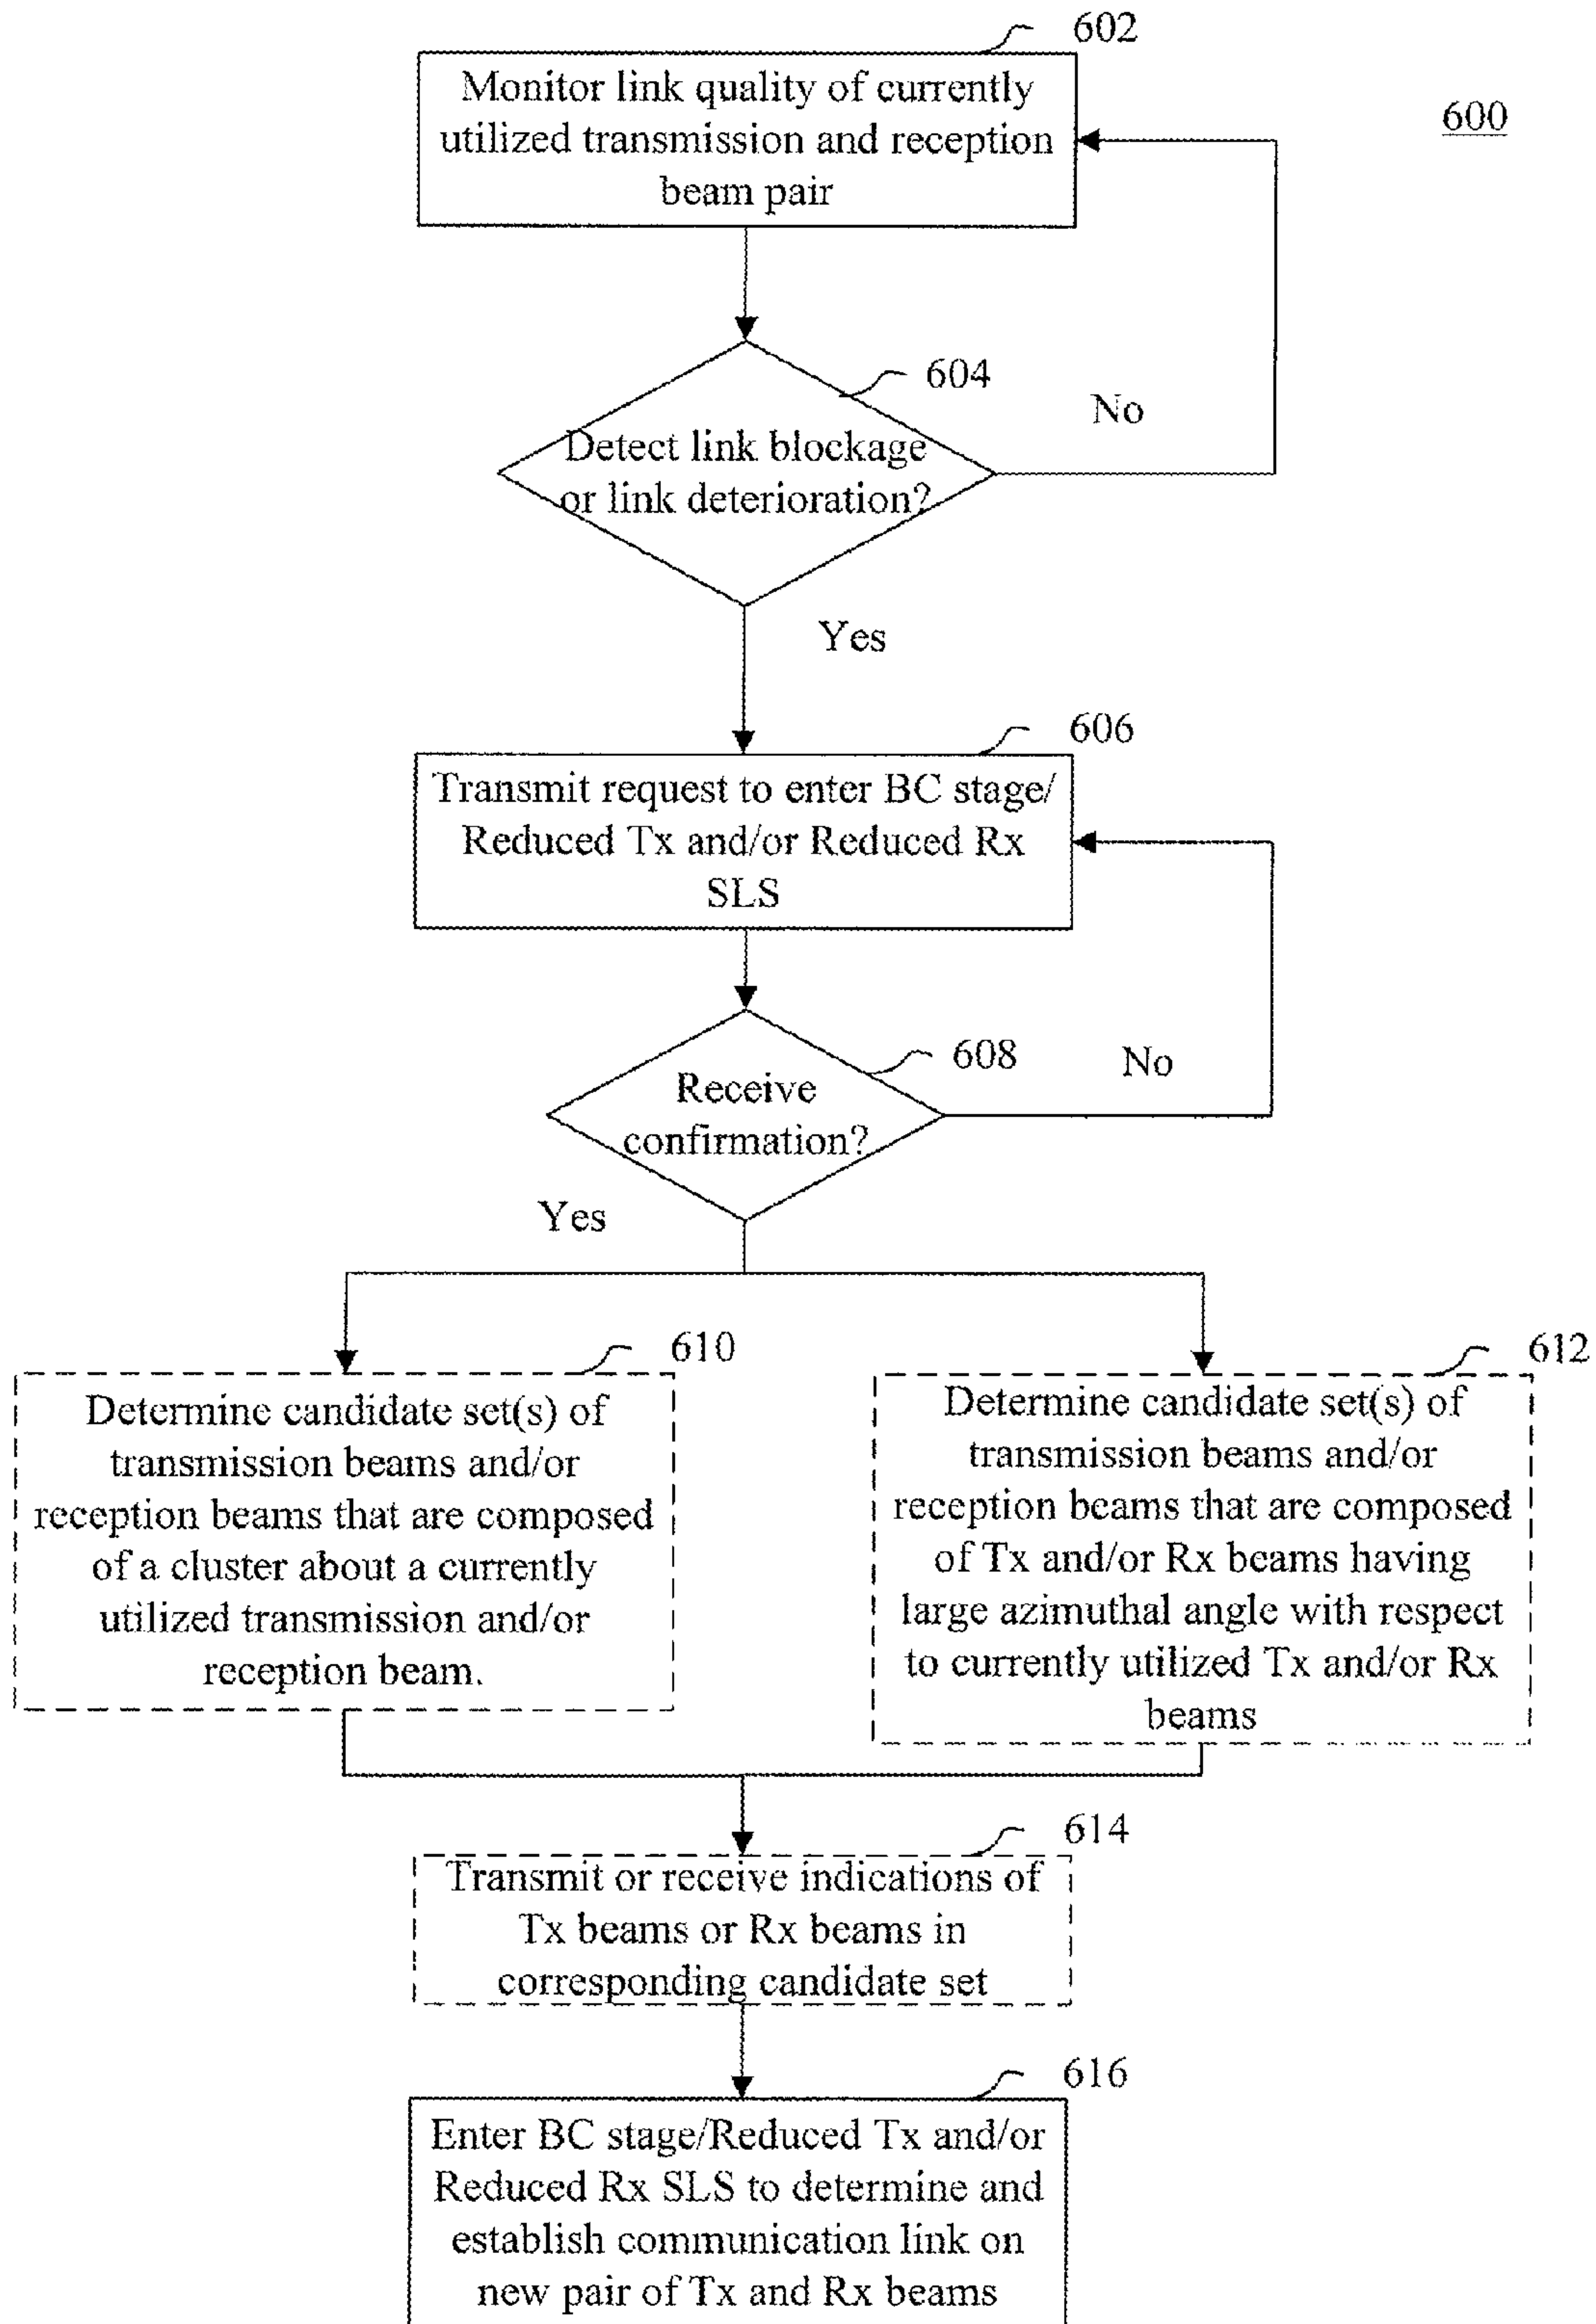 602
Monitor link quality of currently
utilized transmission and reception
beam pair
600
604
No
Detect link blockage
or link deterioration?
Yes
606
Transmit request to enter BC stage/
Reduced Tx and/or Reduced Rx
SLS
608
No
Receive
confirmation?
Yes
610
Determine candidate set(s) of
transmission beams and/or
reception beams that are composed
of a cluster about a currently
utilized transmission and/or
reception beam.
612
Determine candidate set(s) of
transmission beams and/or
reception beams that are composed
of Tx and/or Rx beams having
large azimuthal angle with respect
to currently utilized Tx and/or Rx
beams
614
Transmit or receive indications of
Tx beams or Rx beams in
corresponding candidate set
616
Enter BC stage/Reduced Tx and/or
Reduced Rx SLS to determine and
establish communication link on
new pair of Tx and Rx beams